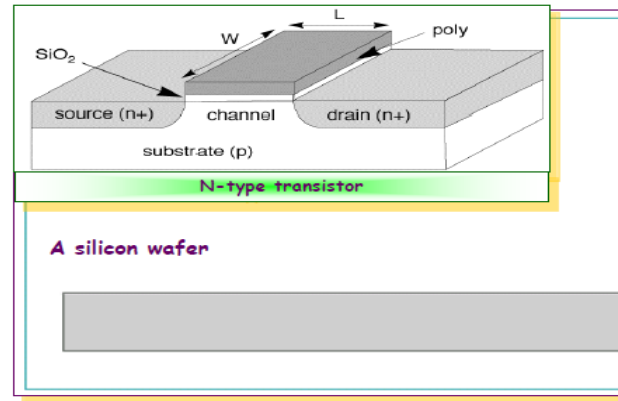 L
W
poly
SiO₂
source (n+) channel drain (n+)
substrate (p)
N-type transistor
A silicon wafer